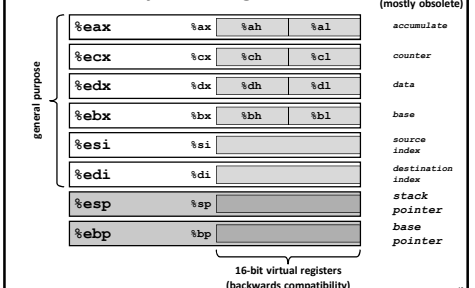 (mostly obsolete)
%eax %ax %ah %al accumulate
%ecx %cx %ch %cl counter
%edx %dx %dh %dl data
%ebx %bx %bh %bl base
%esi %si source index
%edi %di destination index
%esp %sp stack pointer
%ebp %bp base pointer
general purpose
16-bit virtual registers
(backwards compatibility)